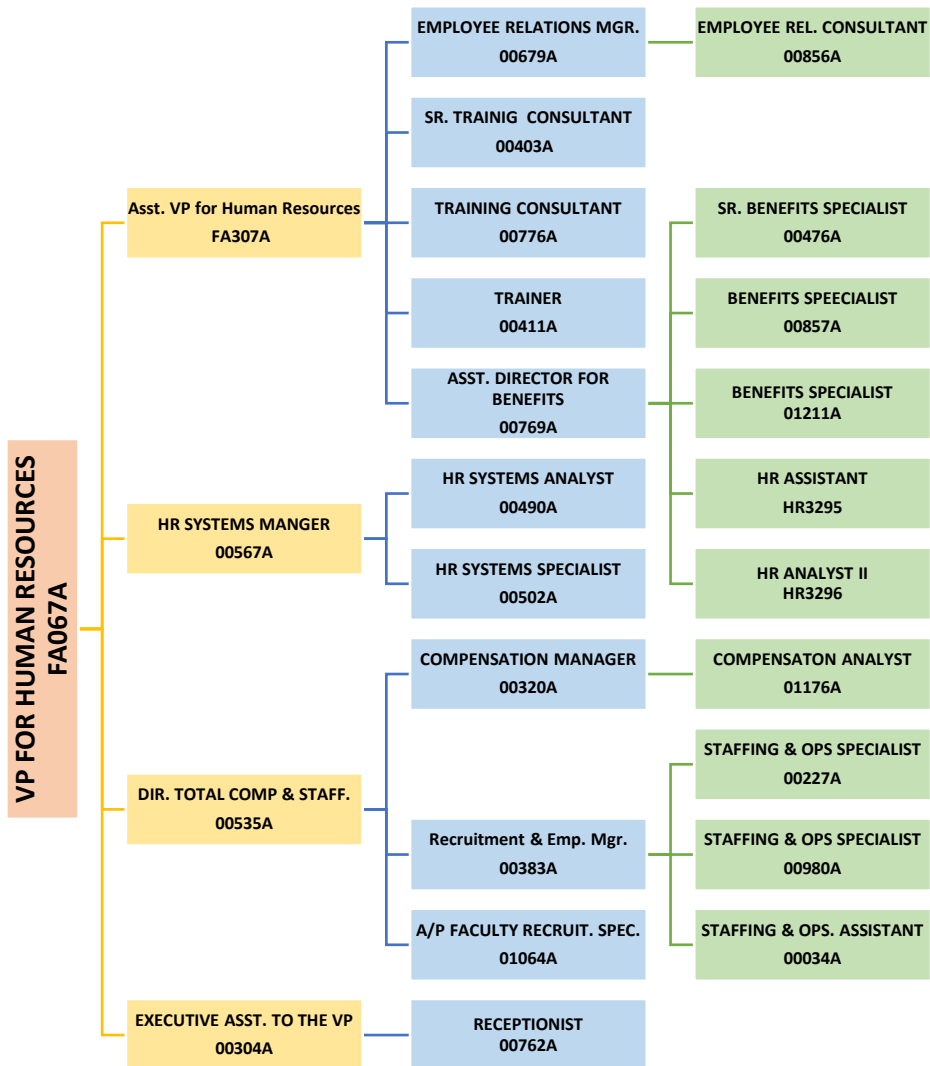 VP FOR HUMAN RESOURCES
FA067A
Asst. VP for Human Resources
FA307A
EMPLOYEE RELATIONS MGR.
00679A
EMPLOYEE REL. CONSULTANT
00856A
SR. TRAINIG CONSULTANT
00403A
TRAINING CONSULTANT
00776A
TRAINER
00411A
ASST. DIRECTOR FOR
BENEFITS
00769A
SR. BENEFITS SPECIALIST
00476A
BENEFITS SPEECIALIST
00857A
BENEFITS SPECIALIST
01211A
HR ASSISTANT
HR3295
HR ANALYST II
HR3296
HR SYSTEMS MANGER
00567A
HR SYSTEMS ANALYST
00490A
HR SYSTEMS SPECIALIST
00502A
DIR. TOTAL COMP & STAFF.
00535A
COMPENSATION MANAGER
00320A
COMPENSATON ANALYST
01176A
Recruitment & Emp. Mgr.
00383A
STAFFING & OPS SPECIALIST
00227A
STAFFING & OPS SPECIALIST
00980A
STAFFING & OPS. ASSISTANT
00034A
A/P FACULTY RECRUIT. SPEC.
01064A
EXECUTIVE ASST. TO THE VP
00304A
RECEPTIONIST
00762A